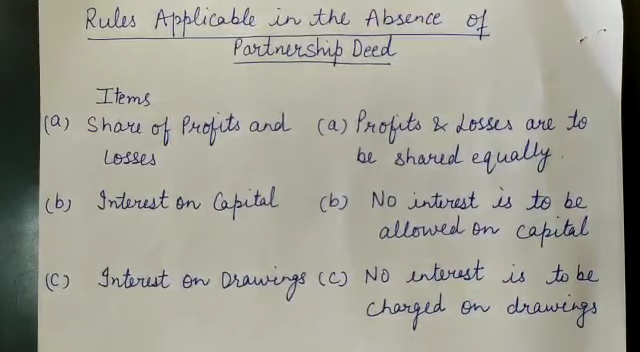 Rules Applicable in the Absence of
Partnership Deed
Items
(a) Share of Profits and
Losses
(a) Profits & Losses are to
be shared equally.
(b) Interest on Capital
(b) No interest is to be
allowed on capital
(c) Interest on Drawings
(c) No interest is to be
charged on drawings